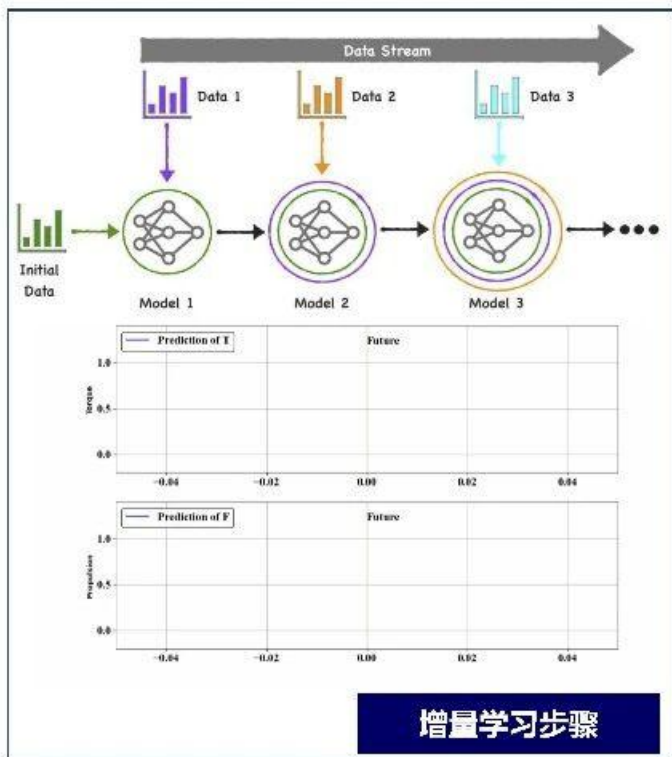 Data Stream
Data 1
Data 2
Data 3
Initial
Data
Model 1
Model 2
Model 3
Prediction of T
Future
1.0
0.5
0.0
Torque
−0.04
−0.02
0.00
0.02
0.04
Prediction of F
Future
1.0
0.5
0.0
Propulsion
−0.04
−0.02
0.00
0.02
0.04
增量学习步骤